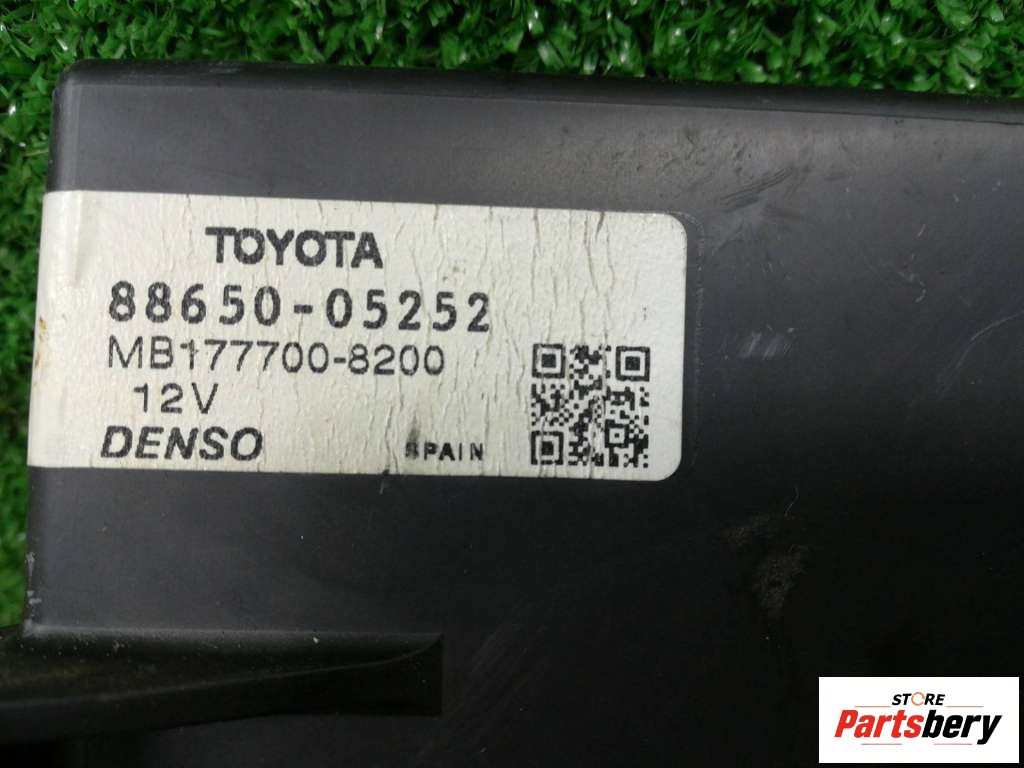 TOYOTA
88650-05252
MB177700-8200
12V
DENSO SPAIN
STORE
Partsbery